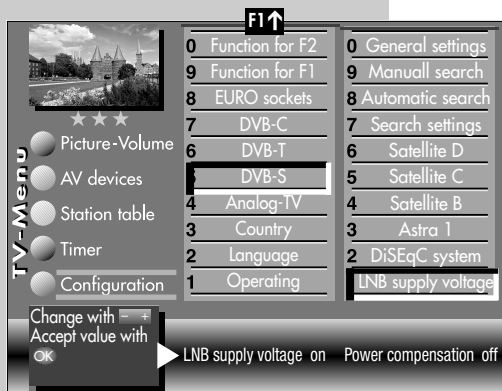 F1↑
TV-Menu
Picture-Volume
AV devices
Station table
Timer
Configuration
0 Function for F2
9 Function for F1
8 EURO sockets
7 DVB-C
6 DVB-T
DVB-S
4 Analog-TV
3 Country
2 Language
1 Operating
0 General settings
9 Manuall search
8 Automatic search
7 Search settings
6 Satellite D
5 Satellite C
4 Satellite B
3 Astra 1
2 DiSEqC system
LNB supply voltage
Change with - +
Accept value with
OK
LNB supply voltage on Power compensation off